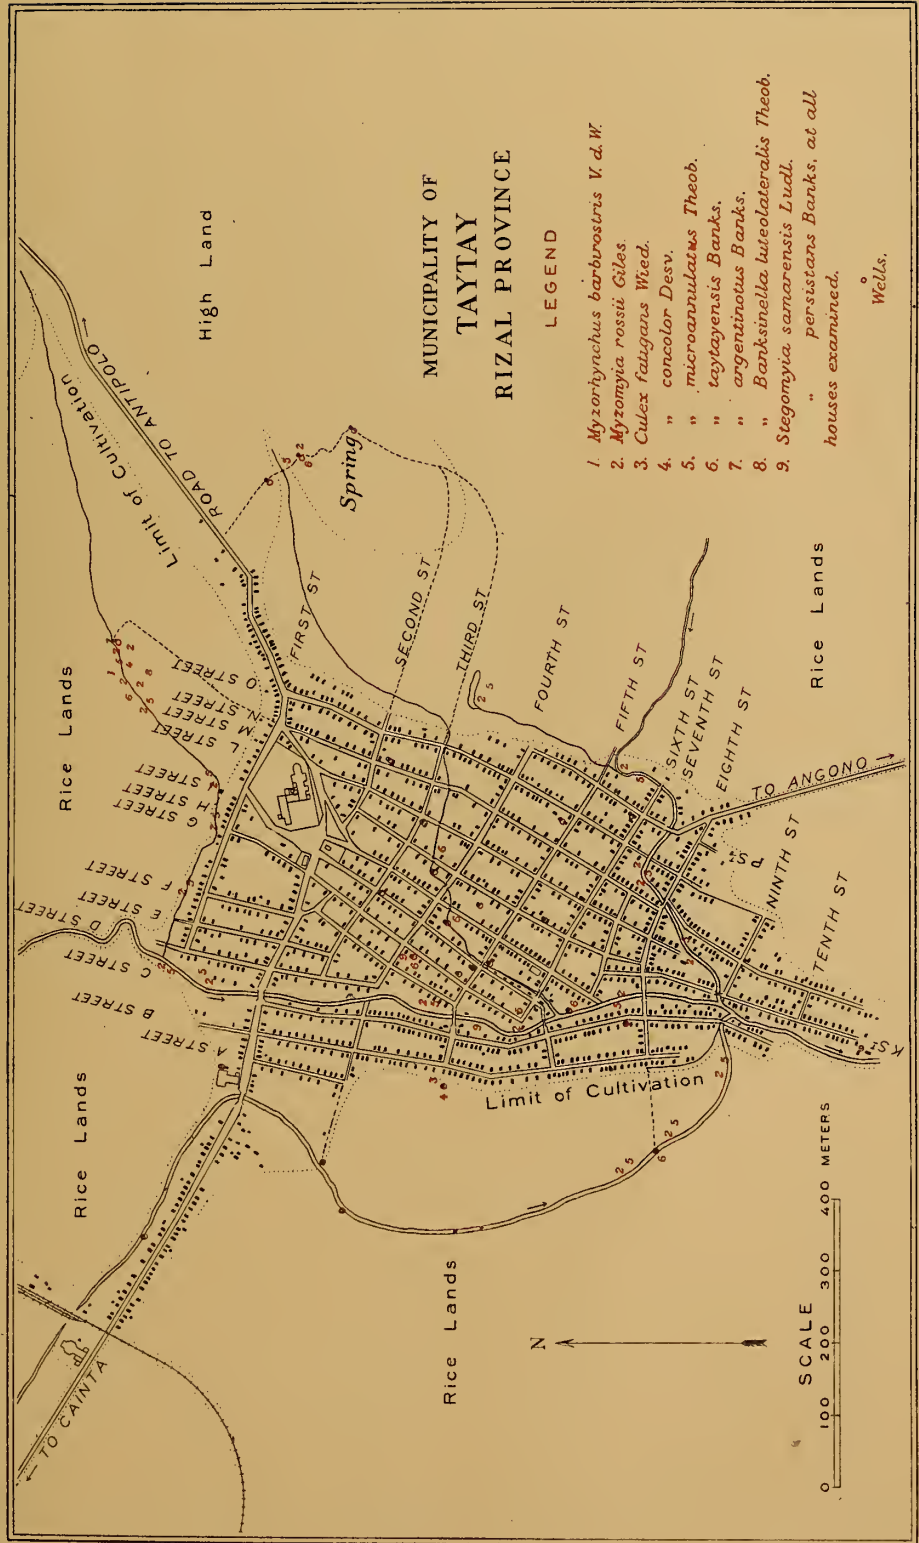 MUNICIPALITY OF
TAYTAY
RIZAL PROVINCE
LEGEND
1. Myzorhynchus barbirostris V. d. W.
2. Myzomyia rossii Giles.
3. Culex fatigans Wied.
4. „ concolor Desv.
5. „ microannulatus Theob.
6. „ taytayensis Banks.
7. „ argentinotus Banks.
8. „ Banksinella luteolateralis Theob.
9. Stegomyia samarensis Ludl.
„ persistans Banks, at all
houses examined.
Wells.
High Land
Limit of Cultivation
ROAD TO ANTIPOLO
Spring
Rice Lands
Rice Lands
Rice Lands
Rice Lands
FIRST ST
SECOND ST
THIRD ST
FOURTH ST
FIFTH ST
SIXTH ST
SEVENTH ST
EIGHTH ST
NINTH ST
TENTH ST
TO ANGONO
P St.
K St
A STREET
B STREET
C STREET
D STREET
E STREET
F STREET
G STREET
H STREET
I STREET
L STREET
M STREET
N STREET
O STREET
Limit of Cultivation
TO CAINTA
N
SCALE
0 100 200 300 400 METERS